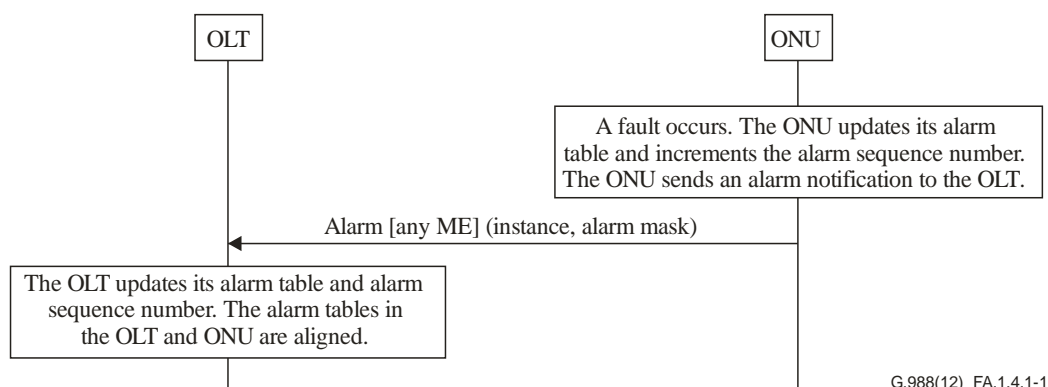 OLT
ONU
A fault occurs. The ONU updates its alarm
table and increments the alarm sequence number.
The ONU sends an alarm notification to the OLT.
Alarm [any ME] (instance, alarm mask)
The OLT updates its alarm table and alarm
sequence number. The alarm tables in
the OLT and ONU are aligned.
G.988(12)_FA.1.4.1-1